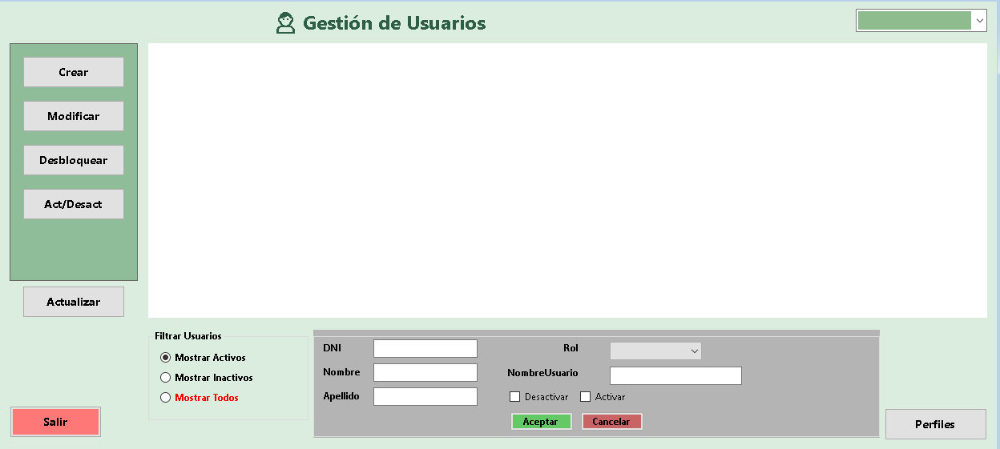 Gestión de Usuarios
Crear
Modificar
Desbloquear
Act/Desact
Actualizar
Salir
Filtrar Usuarios
Mostrar Activos
Mostrar Inactivos
Mostrar Todos
DNI
Nombre
Apellido
Rol
NombreUsuario
Desactivar
Activar
Aceptar
Cancelar
Perfiles